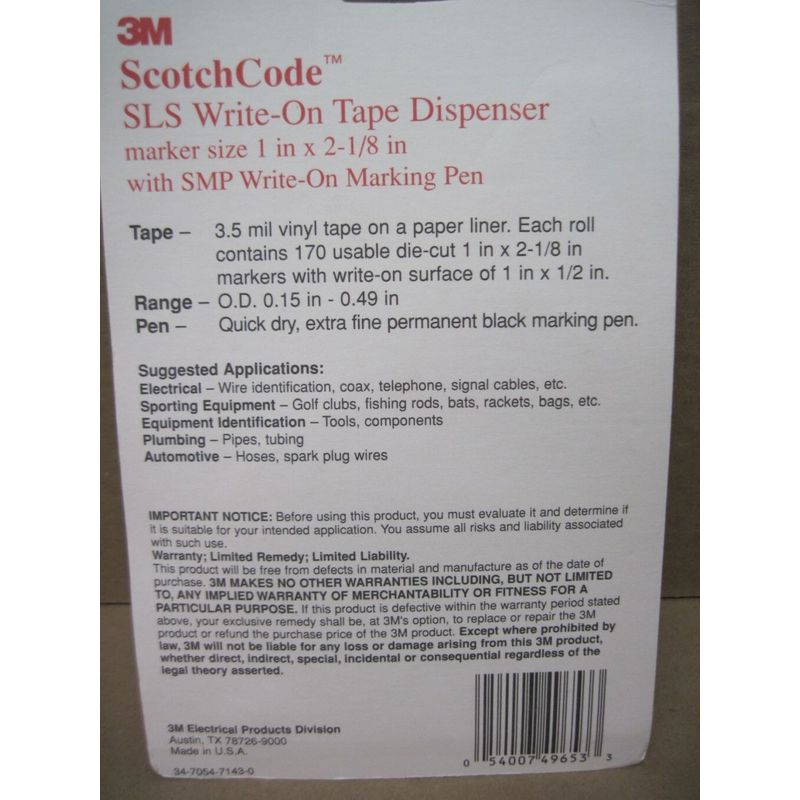 3M
ScotchCode™
SLS Write-On Tape Dispenser
marker size 1 in x 2-1/8 in
with SMP Write-On Marking Pen
Tape – 3.5 mil vinyl tape on a paper liner. Each roll
contains 170 usable die-cut 1 in x 2-1/8 in
markers with write-on surface of 1 in x 1/2 in.
Range – O.D. 0.15 in - 0.49 in
Pen – Quick dry, extra fine permanent black marking pen.
Suggested Applications:
Electrical – Wire identification, coax, telephone, signal cables, etc.
Sporting Equipment – Golf clubs, fishing rods, bats, rackets, bags, etc.
Equipment Identification – Tools, components
Plumbing – Pipes, tubing
Automotive – Hoses, spark plug wires
IMPORTANT NOTICE: Before using this product, you must evaluate it and determine if
it is suitable for your intended application. You assume all risks and liability associated
with such use.
Warranty; Limited Remedy; Limited Liability.
This product will be free from defects in material and manufacture as of the date of
purchase. 3M MAKES NO OTHER WARRANTIES INCLUDING, BUT NOT LIMITED
TO, ANY IMPLIED WARRANTY OF MERCHANTABILITY OR FITNESS FOR A
PARTICULAR PURPOSE. If this product is defective within the warranty period stated
above, your exclusive remedy shall be, at 3M's option, to replace or repair the 3M
product or refund the purchase price of the 3M product. Except where prohibited by
law, 3M will not be liable for any loss or damage arising from this 3M product,
whether direct, indirect, special, incidental or consequential regardless of the
legal theory asserted.
3M Electrical Products Division
Austin, TX 78726-9000
Made in U.S.A.
34-7054-7143-0
0 54007 49653 3